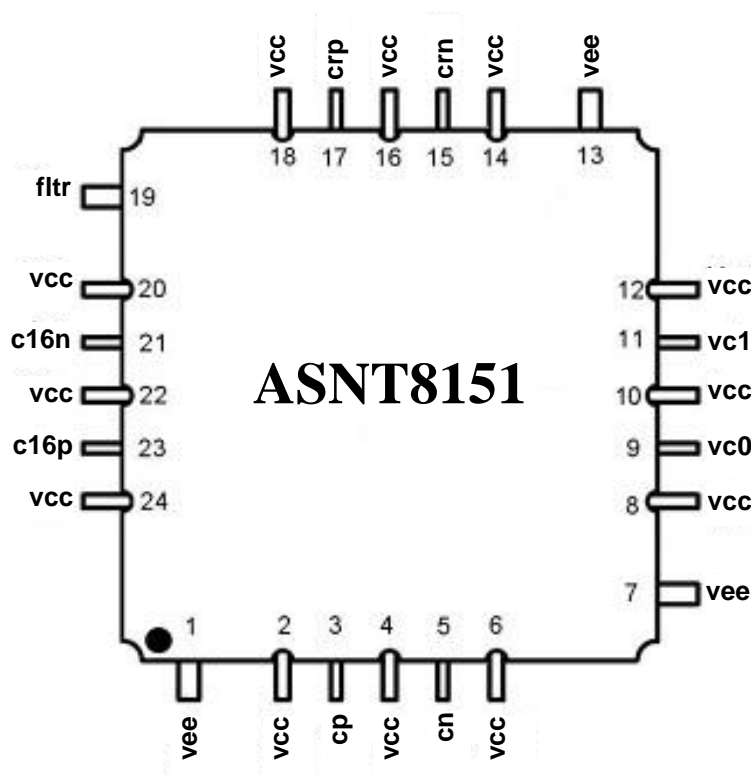 vcc crp vcc crn vcc vee
18 17 16 15 14 13
fltr 19
vcc 20 12 vcc
c16n 21 11 vc1
vcc 22 ASNT8151 10 vcc
c16p 23 9 vc0
vcc 24 8 vcc
7 vee
1 2 3 4 5 6
vee vcc cp vcc cn vcc